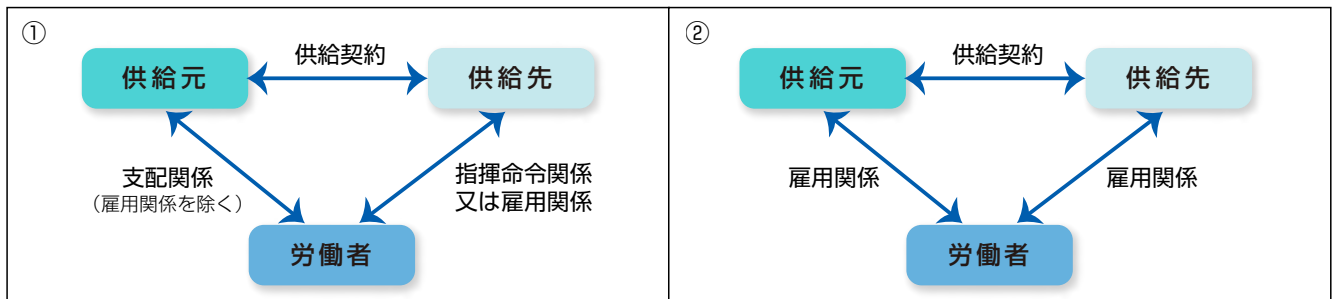 ①
供給契約
供給元
供給先
支配関係
（雇用関係を除く）
指揮命令関係
又は雇用関係
労働者
②
供給契約
供給元
供給先
雇用関係
雇用関係
労働者